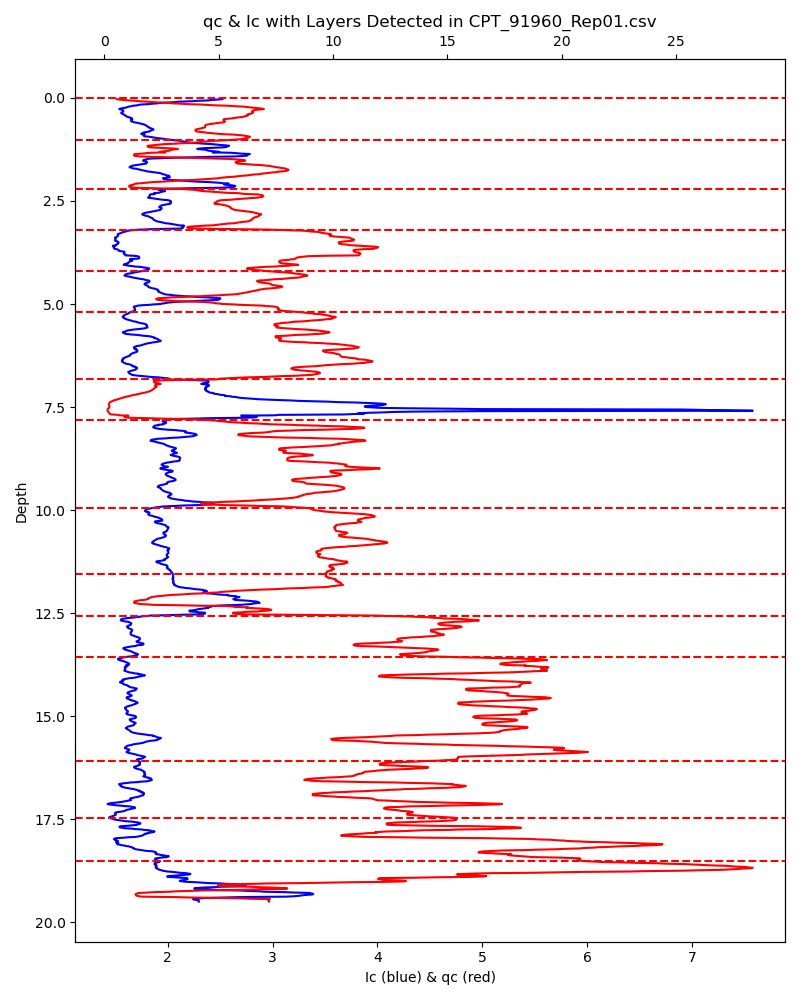 qc & Ic with Layers Detected in CPT_91960_Rep01.csv
0 5 10 15 20 25
0.0
2.5
5.0
7.5
10.0
12.5
15.0
17.5
20.0
Depth
2 3 4 5 6 7
Ic (blue) & qc (red)